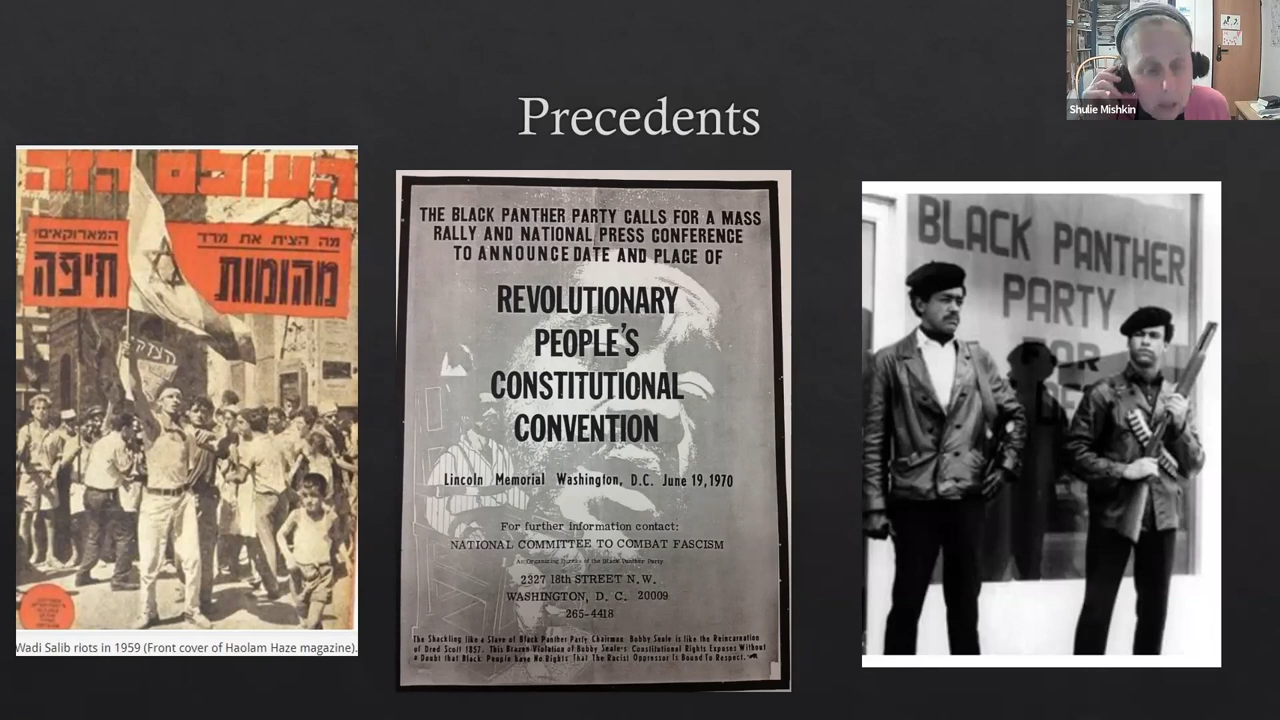 Precedents
Shulie Mishkin
העולם הזה
מה הצית את מרד
המארוקאים?
מהומות
חיפה
Wadi Salib riots in 1959 (Front cover of Haolam Haze magazine).
THE BLACK PANTHER PARTY CALLS FOR A MASS
RALLY AND NATIONAL PRESS CONFERENCE
TO ANNOUNCE DATE AND PLACE OF
REVOLUTIONARY
PEOPLE'S
CONSTITUTIONAL
CONVENTION
Lincoln Memorial Washington, D.C. June 19, 1970
For further information contact:
NATIONAL COMMITTEE TO COMBAT FASCISM
An Organizing Bureau of the Black Panther Party
2327 18th STREET N.W.
WASHINGTON, D.C. 20009
265-4418
The Shackling like a Slave of Black Panther Party Chairman Bobby Seale is like the Reincarnation
of Dred Scott 1857. This Brazen Violation of Bobby Seale's Constitutional Rights Exposes Without
a Doubt that Black People have No Rights That The Racist Oppressor Is Bound To Respect.
BLACK PANTHER
PARTY
FOR